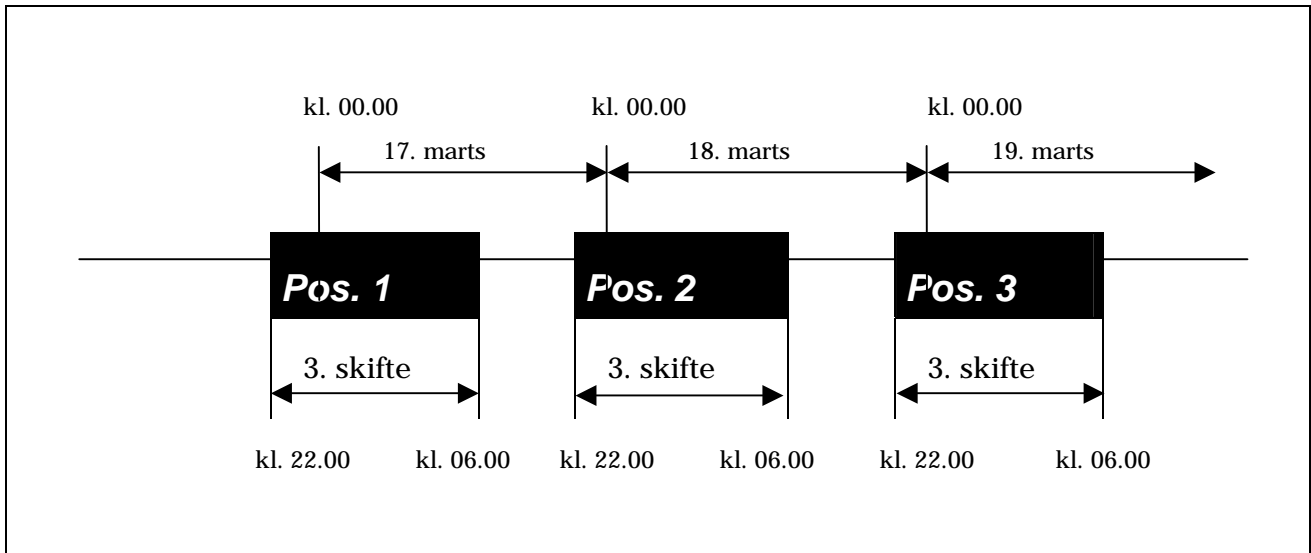 kl. 00.00 kl. 00.00 kl. 00.00
17. marts 18. marts 19. marts
Pos. 1 Pos. 2 Pos. 3
3. skifte 3. skifte 3. skifte
kl. 22.00 kl. 06.00 kl. 22.00 kl. 06.00 kl. 22.00 kl. 06.00